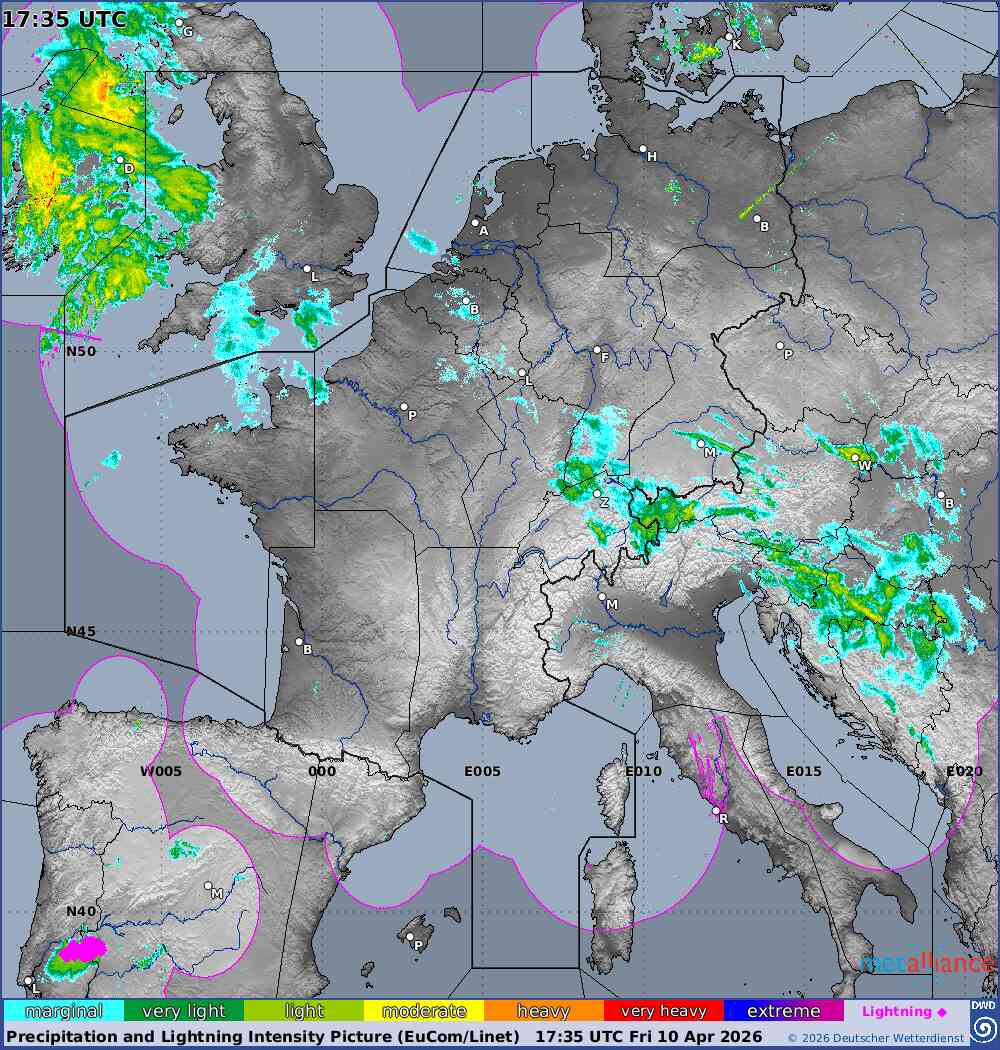 17:35 UTC
G
K
D
H
A
B
L
B
N50
F
P
L
P
M
W
Z
B
M
N45
B
W005
000
E005
E010
E015
E020
R
M
N40
P
L
metalliance
marginal very light light moderate heavy very heavy extreme Lightning ◆ DWD
Precipitation and Lightning Intensity Picture (EuCom/Linet) 17:35 UTC Fri 10 Apr 2026 © 2026 Deutscher Wetterdienst